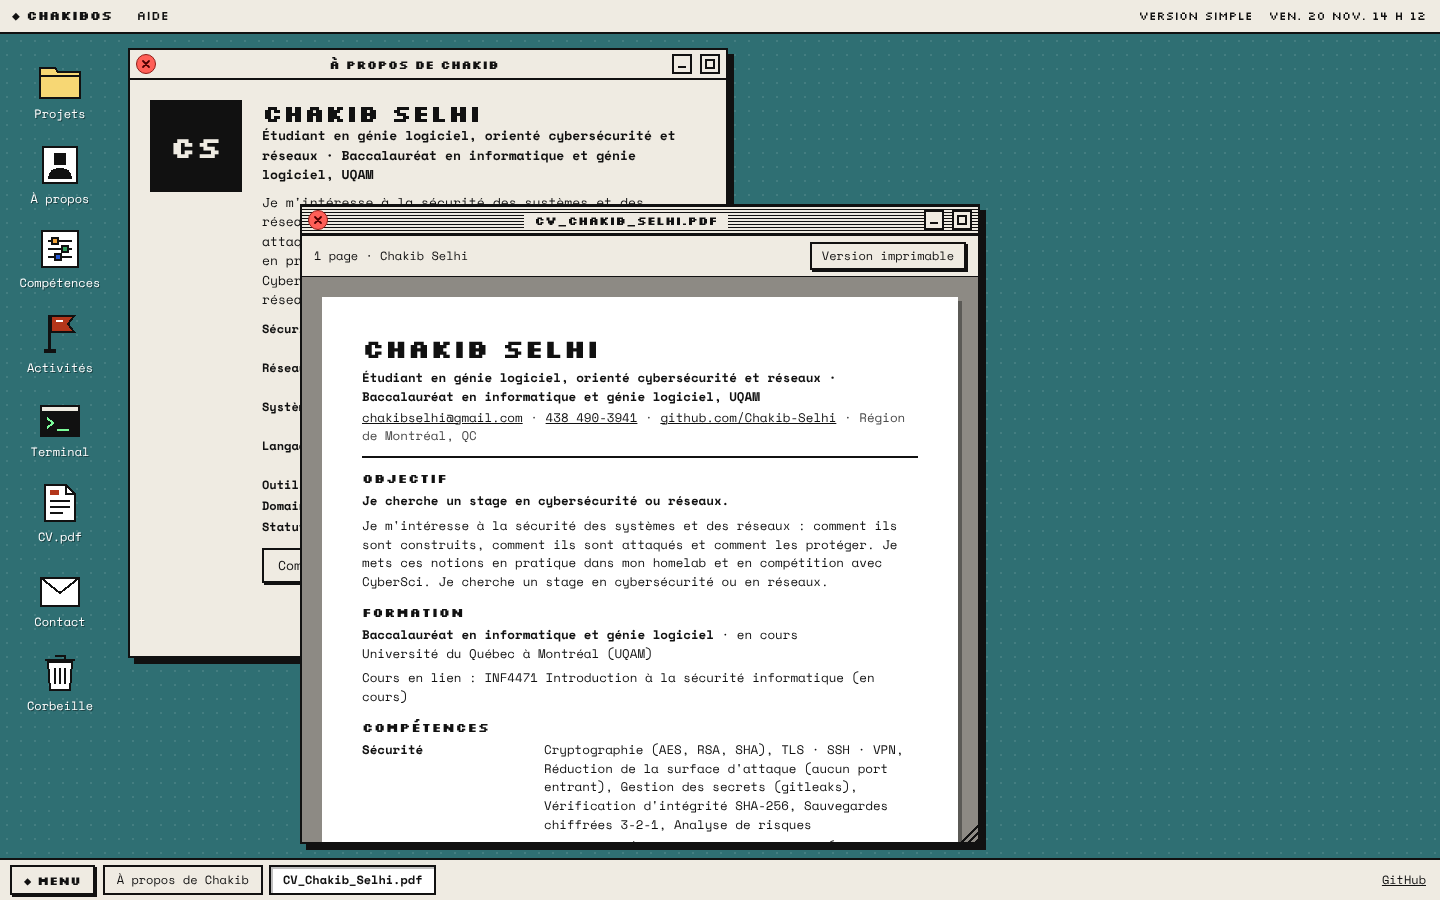 ◆ CHAKIBOS AIDE VERSION SIMPLE VEN. 20 NOV. 14 H 12
Projets
À propos
Compétences
Activités
Terminal
CV.pdf
Contact
Corbeille
À PROPOS DE CHAKIB
CS
CHAKIB SELHI
Étudiant en génie logiciel, orienté cybersécurité et
réseaux · Baccalauréat en informatique et génie
logiciel, UQAM
Je m'intéresse à la sécurité des systèmes et des
CV_CHAKIB_SELHI.PDF
1 page · Chakib Selhi Version imprimable
CHAKIB SELHI
Étudiant en génie logiciel, orienté cybersécurité et réseaux ·
Baccalauréat en informatique et génie logiciel, UQAM
chakibselhi@gmail.com · 438 490-3941 · github.com/Chakib-Selhi · Région
de Montréal, QC
OBJECTIF
Je cherche un stage en cybersécurité ou réseaux.
Je m'intéresse à la sécurité des systèmes et des réseaux : comment ils
sont construits, comment ils sont attaqués et comment les protéger. Je
mets ces notions en pratique dans mon homelab et en compétition avec
CyberSci. Je cherche un stage en cybersécurité ou en réseaux.
FORMATION
Baccalauréat en informatique et génie logiciel · en cours
Université du Québec à Montréal (UQAM)
Cours en lien : INF4471 Introduction à la sécurité informatique (en
cours)
COMPÉTENCES
Sécurité Cryptographie (AES, RSA, SHA), TLS · SSH · VPN,
Réduction de la surface d'attaque (aucun port
entrant), Gestion des secrets (gitleaks),
Vérification d'intégrité SHA-256, Sauvegardes
chiffrées 3-2-1, Analyse de risques
◆ MENU À propos de Chakib CV_Chakib_Selhi.pdf GitHub